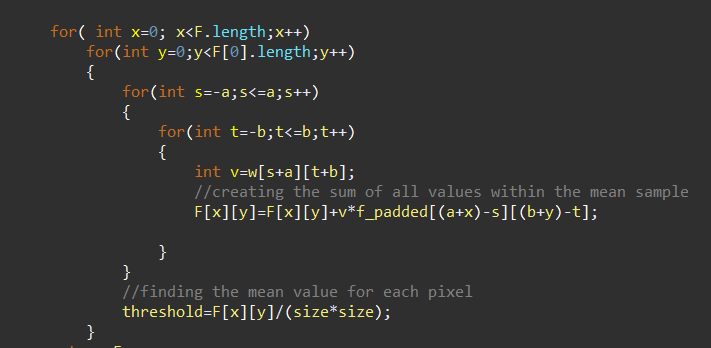 for( int x=0; x<F.length;x++)
for(int y=0;y<F[0].length;y++)
{
for(int s=-a;s<=a;s++)
{
for(int t=-b;t<=b;t++)
{
int v=w[s+a][t+b];
//creating the sum of all values within the mean sample
F[x][y]=F[x][y]+v*f_padded[(a+x)-s][(b+y)-t];
}
}
//finding the mean value for each pixel
threshold=F[x][y]/(size*size);
}